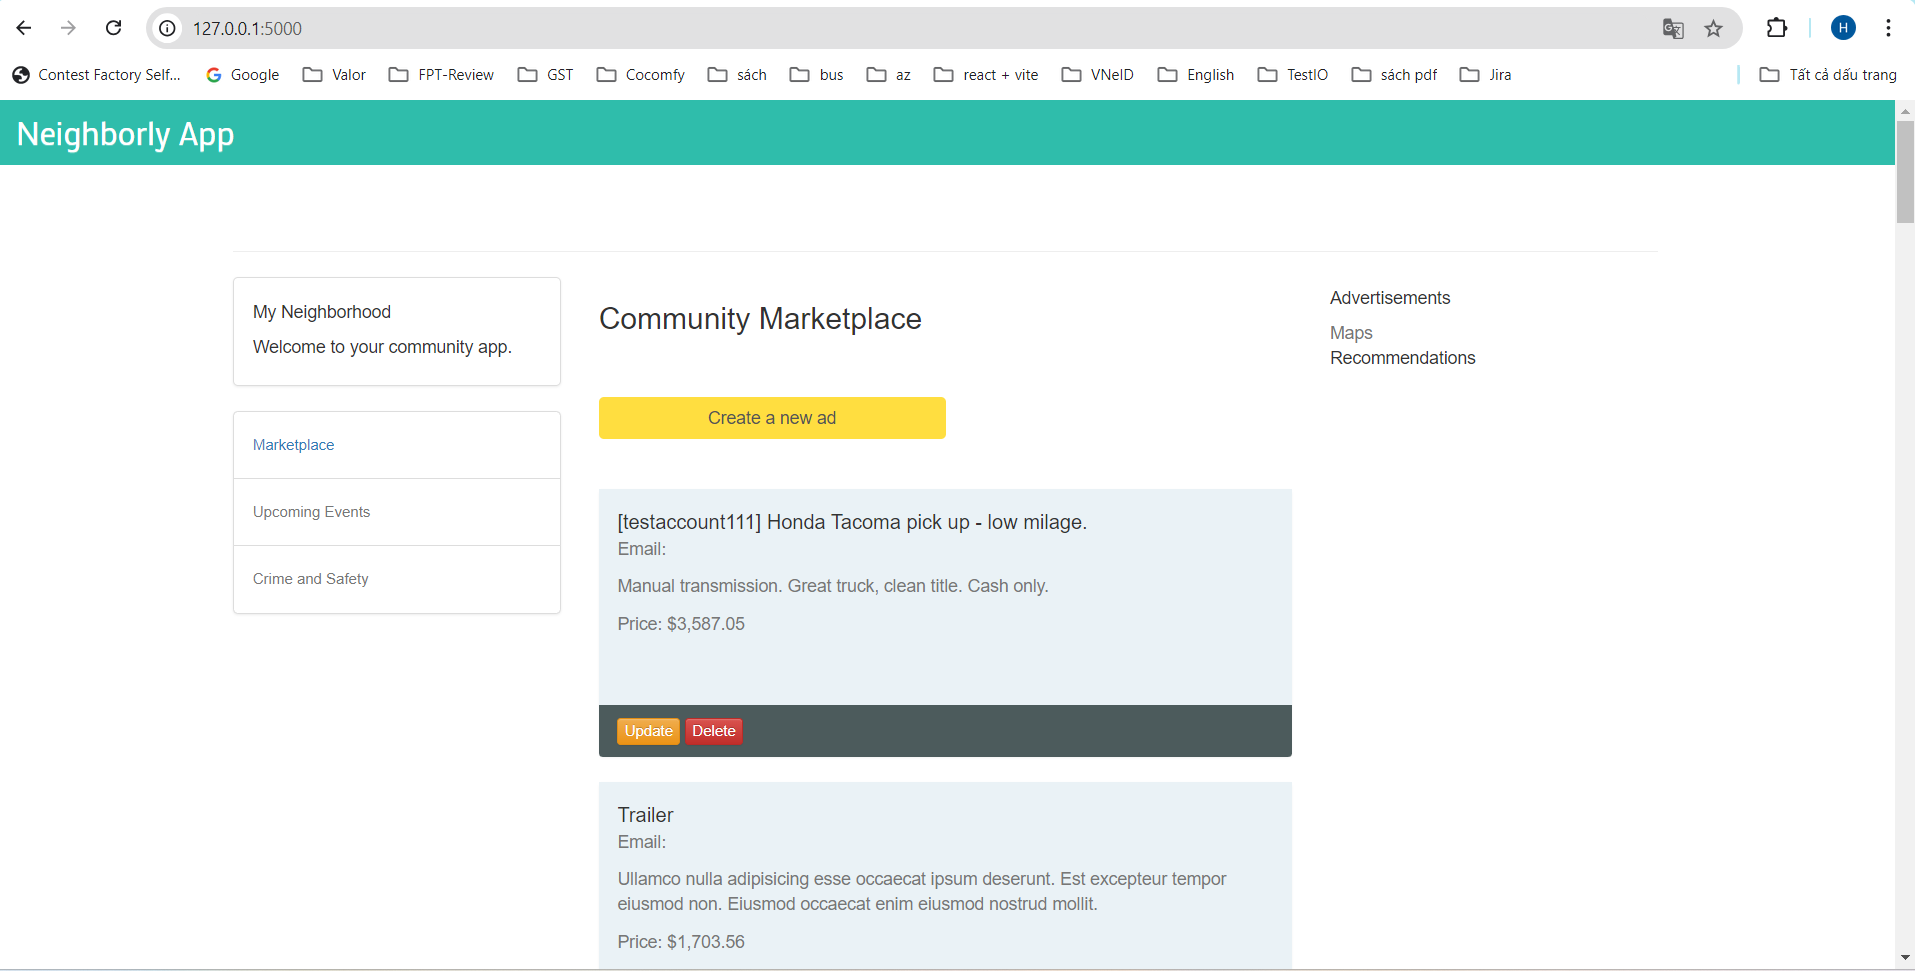 127.0.0.1:5000
Contest Factory Self... Google Valor FPT-Review GST Cocomfy sách bus az react + vite VNeID English TestIO sách pdf Jira Tất cả dấu trang
H
Neighborly App
My Neighborhood
Welcome to your community app.
Marketplace
Upcoming Events
Crime and Safety
Community Marketplace
Create a new ad
[testaccount111] Honda Tacoma pick up - low milage.
Email:
Manual transmission. Great truck, clean title. Cash only.
Price: $3,587.05
Update Delete
Trailer
Email:
Ullamco nulla adipisicing esse occaecat ipsum deserunt. Est excepteur tempor
eiusmod non. Eiusmod occaecat enim eiusmod nostrud mollit.
Price: $1,703.56
Advertisements
Maps
Recommendations